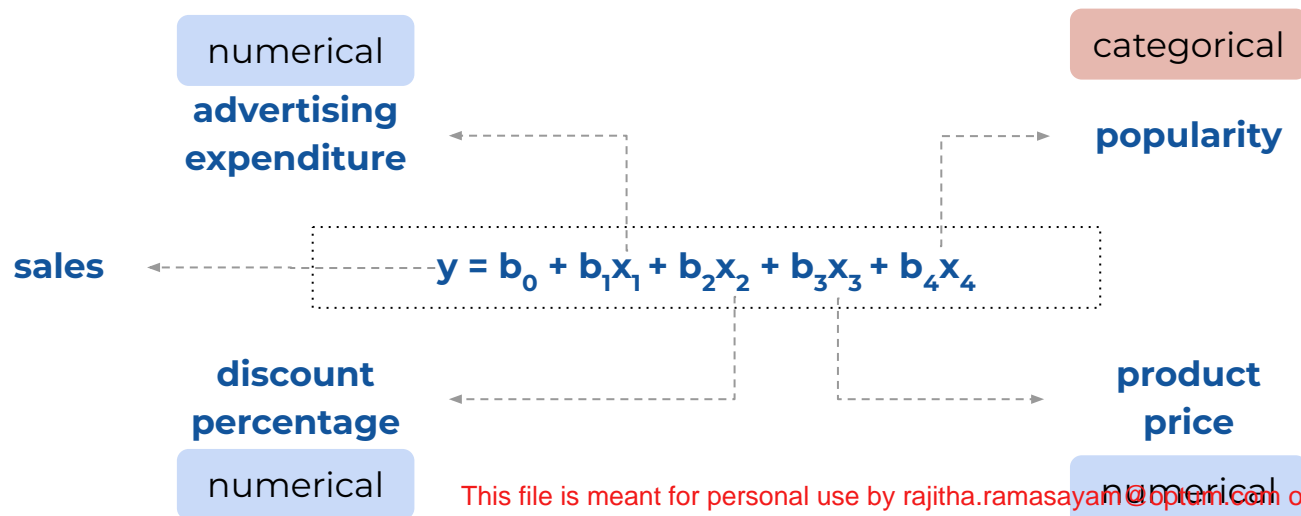 numerical
categorical
advertising
expenditure
popularity
sales
y = b₀ + b₁x₁ + b₂x₂ + b₃x₃ + b₄x₄
discount
percentage
product
price
numerical
numerical
This file is meant for personal use by rajitha.ramasayam@optum.com o